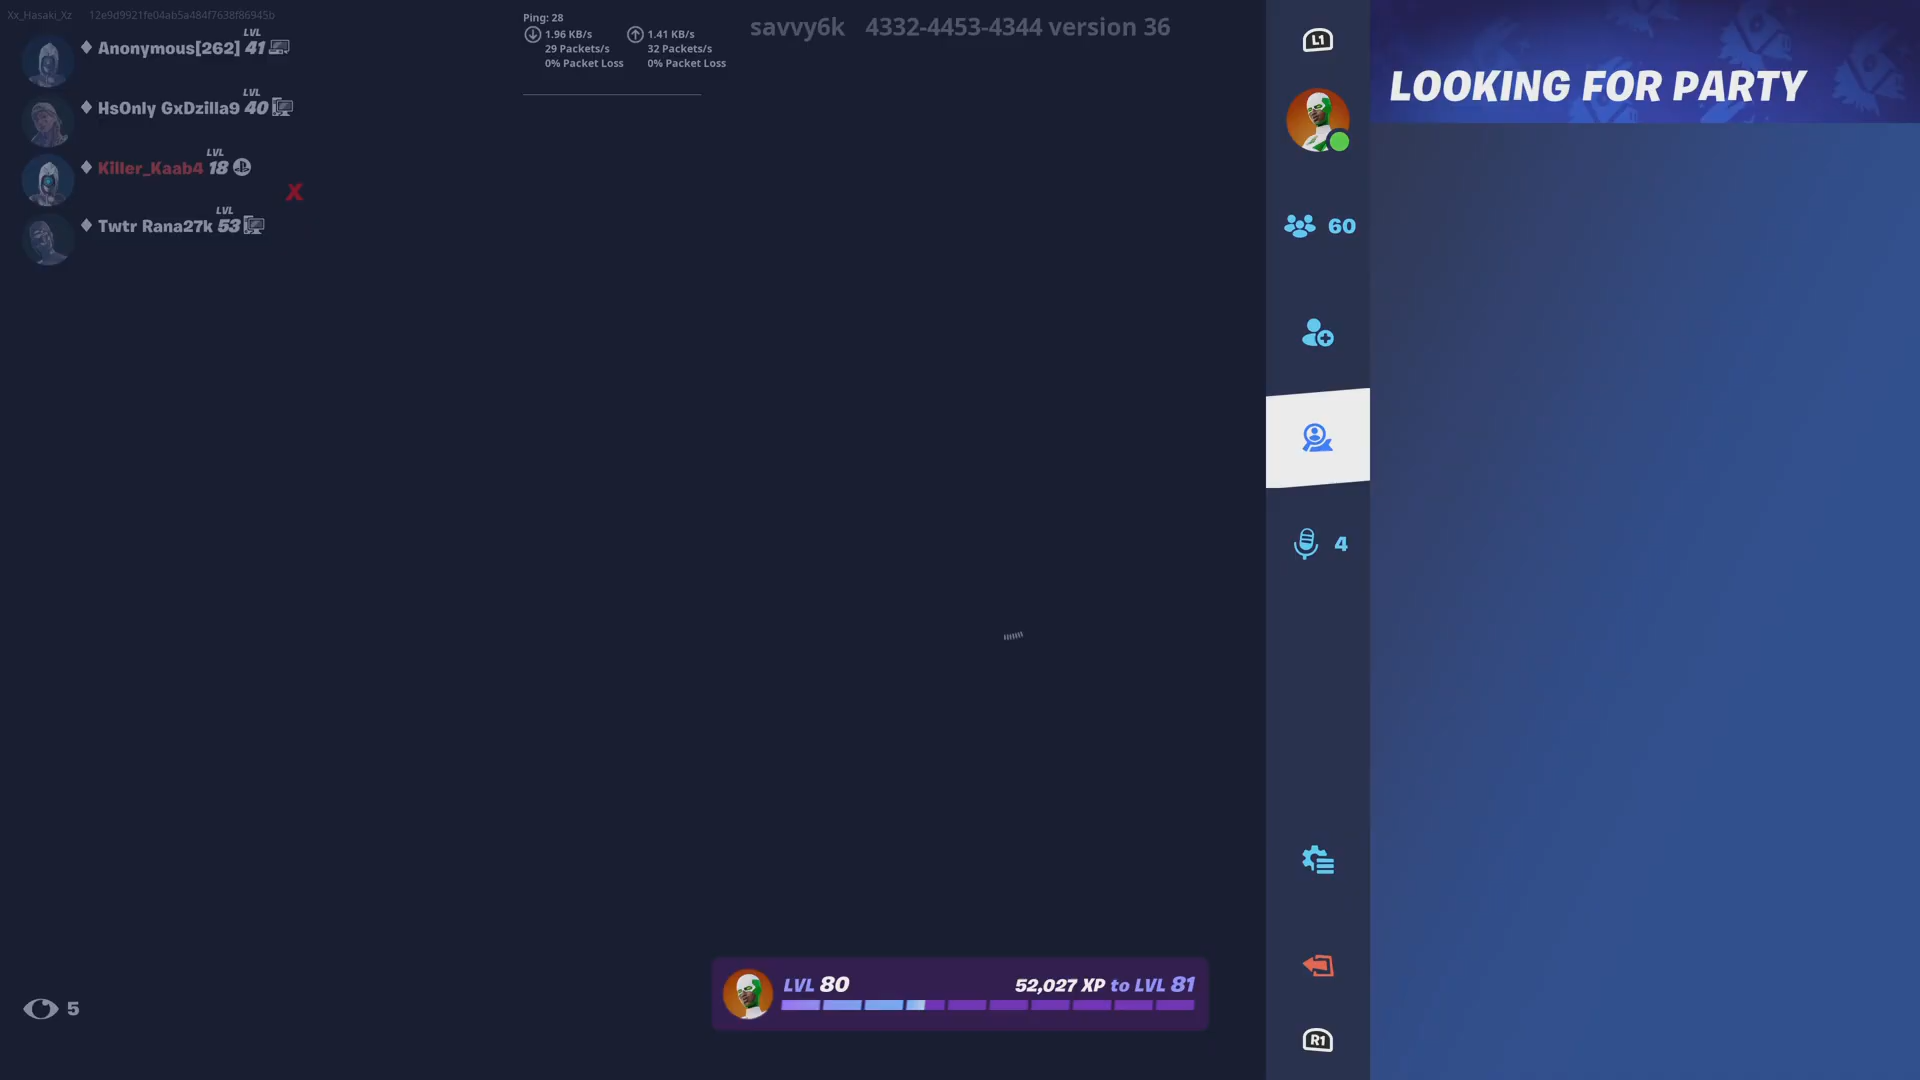 Xx_Hasaki_Xz 12e9d9921fe04ab5a484f7638f86945b
LVL
Anonymous[262] 41
LVL
HsOnly GxDzilla9 40
LVL
Killer_Kaab4 18
X
LVL
Twtr Rana27k 53
Ping: 28
1.96 KB/s 1.41 KB/s
29 Packets/s 32 Packets/s
0% Packet Loss 0% Packet Loss
savvy6k 4332-4453-4344 version 36
L1
LOOKING FOR PARTY
60
4
LVL 80 52,027 XP to LVL 81
5
R1